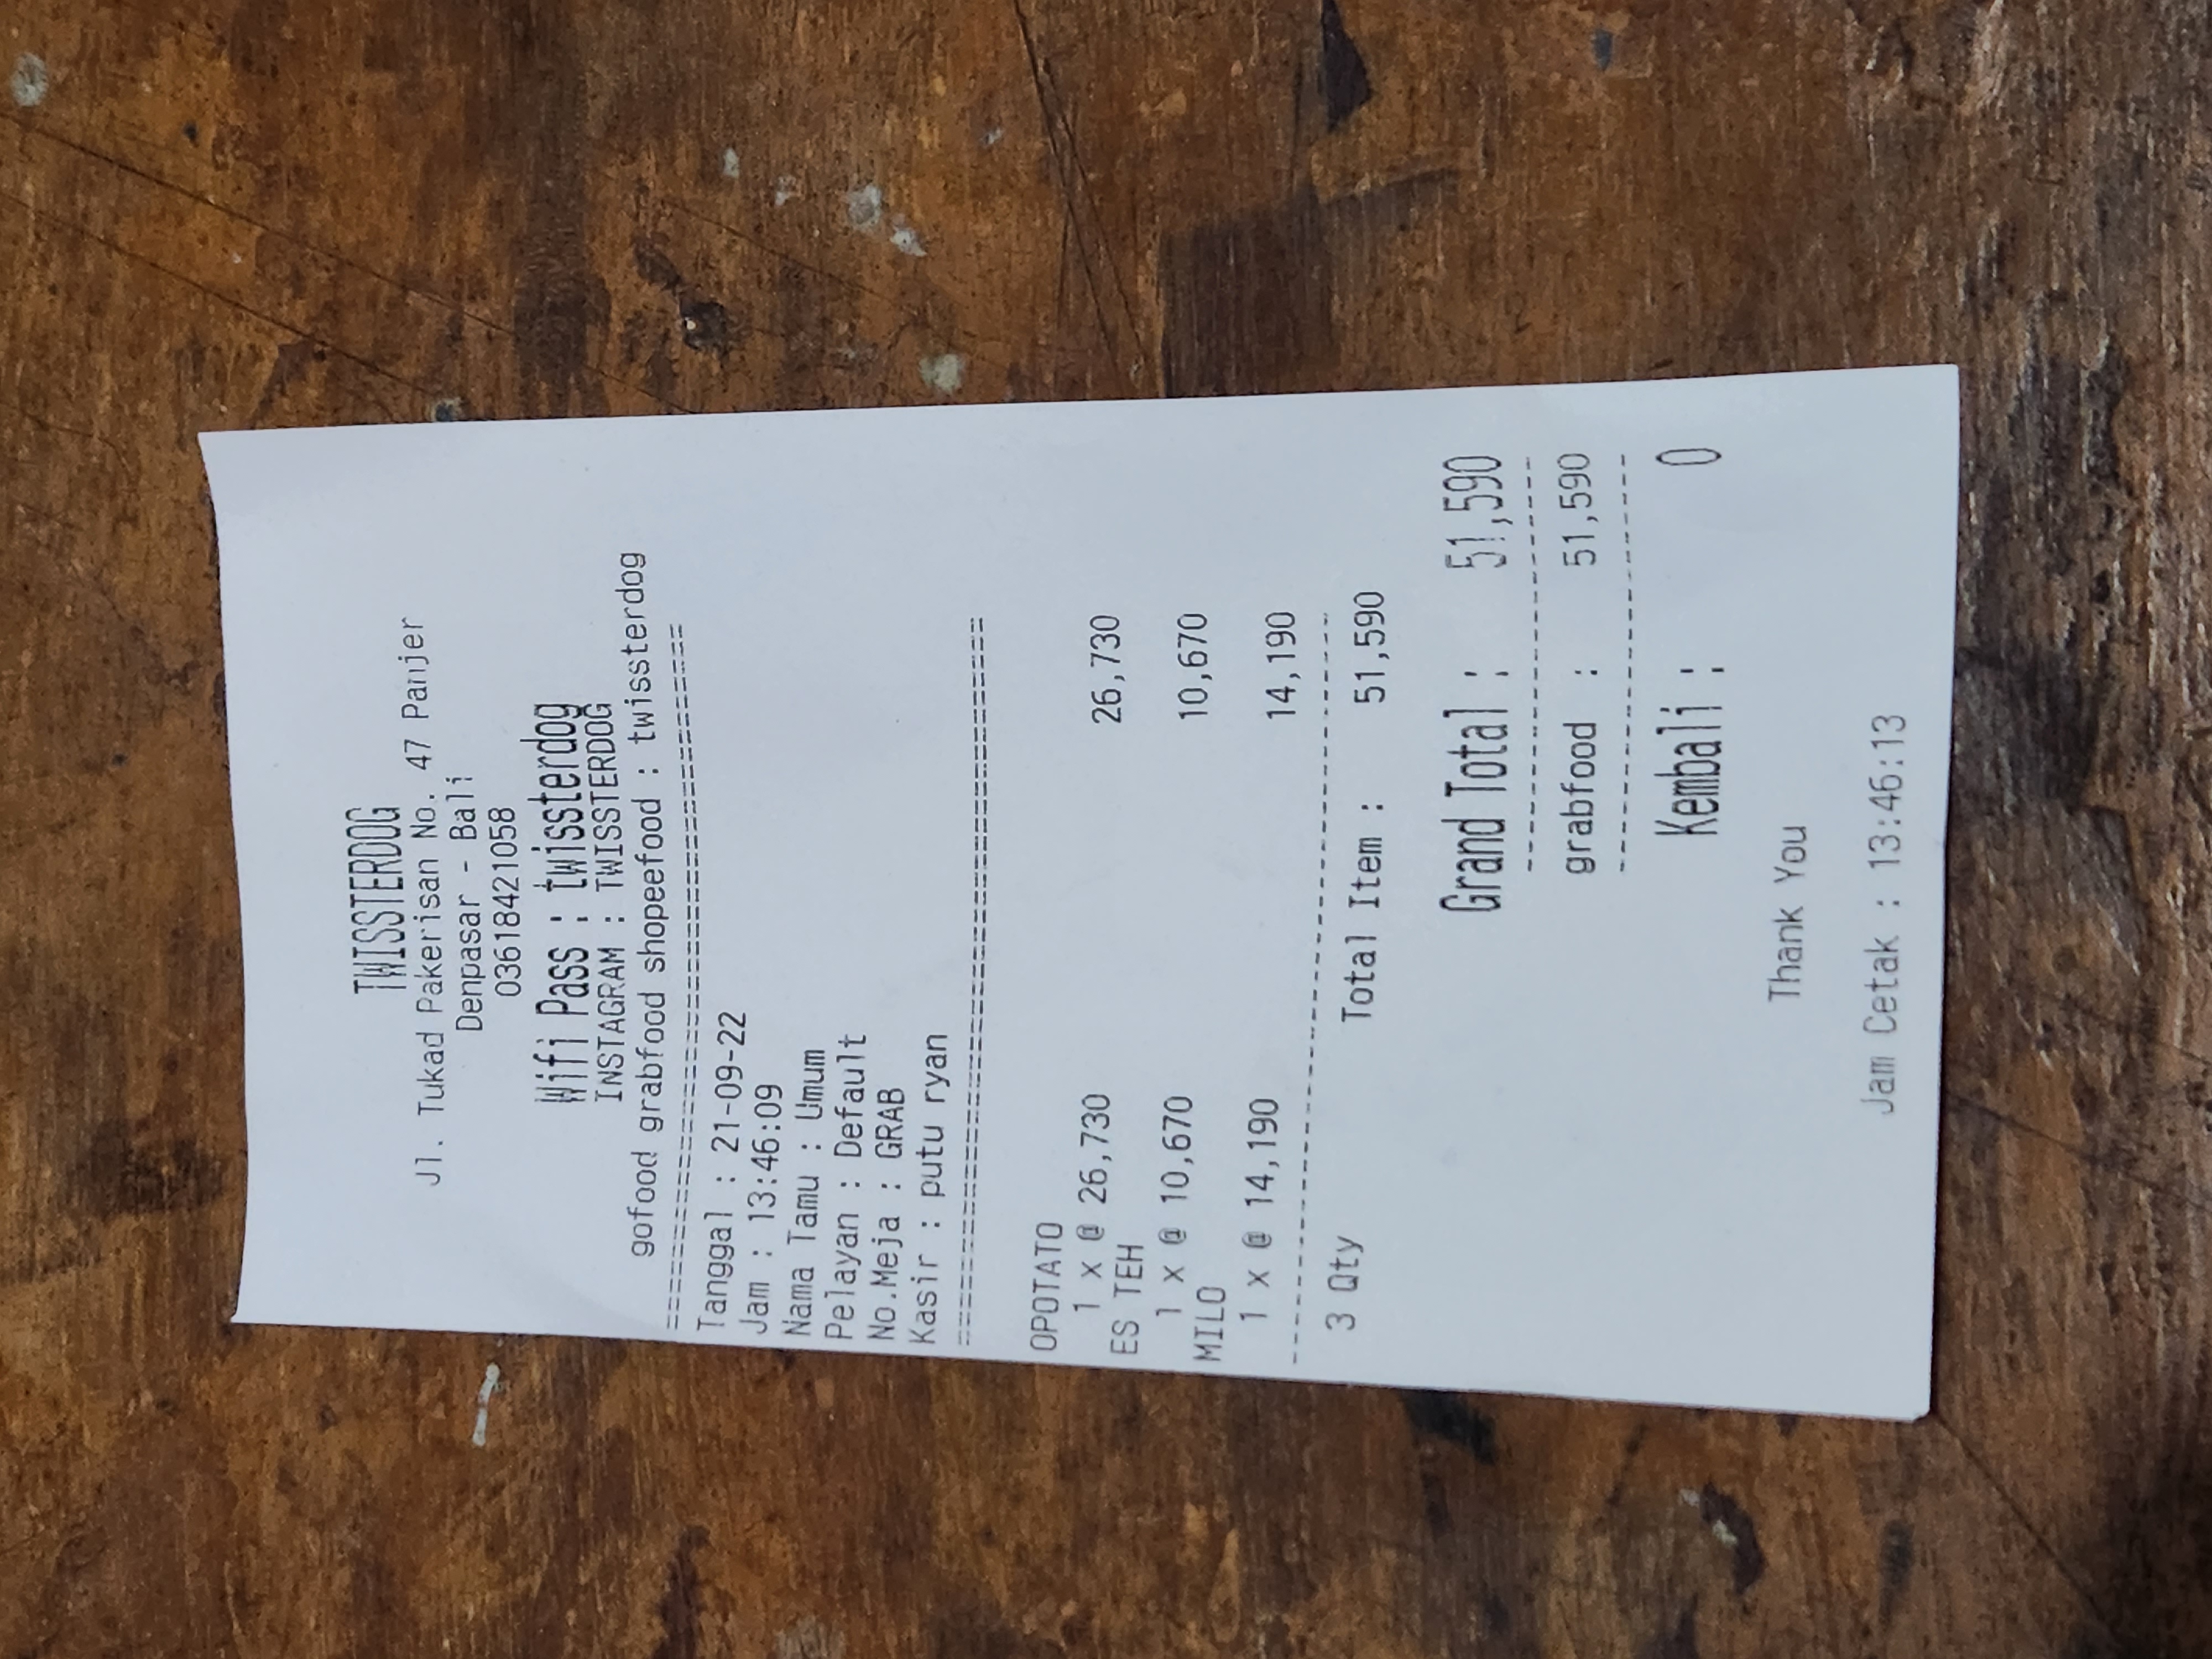 TWISSTERDOG
Jl. Tukad Pakerisan No. 47 Panjer
Denpasar - Bali
036184421058
Wifi Pass : twissterdog
INSTAGRAM : TWISSTERDOG
gofood grabfood shopeefood : twissterdog
========================================
Tanggal : 21-09-22
Jam : 13:46:09
Nama Tamu : Umum
Pelayan : Default
No.Meja : GRAB
Kasir : putu ryan
========================================
OPOTATO
1 x @ 26,730 26,730
ES TEH
1 x @ 10,670 10,670
MILO
1 x @ 14,190 14,190
----------------------------------------
3 Qty Total Item : 51,590
Grand Total : 51,590
----------------------
grabfood : 51,590
----------------------
Kembali : 0
Thank You
Jam Cetak : 13:46:13